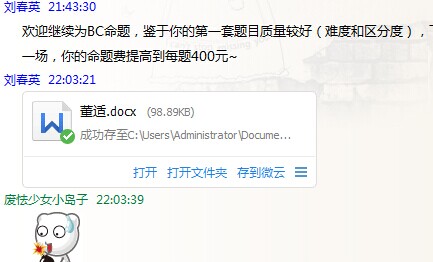 刘春英 21:43:30
欢迎继续为BC命题，鉴于你的第一套题目质量较好（难度和区分度），
一场，你的命题费提高到每题400元~
刘春英 22:03:21
董适.docx (98.89KB)
成功存至C:\Users\Administrator\Docume...
打开 打开文件夹 存到微云
废怯少女小岛子 22:03:39